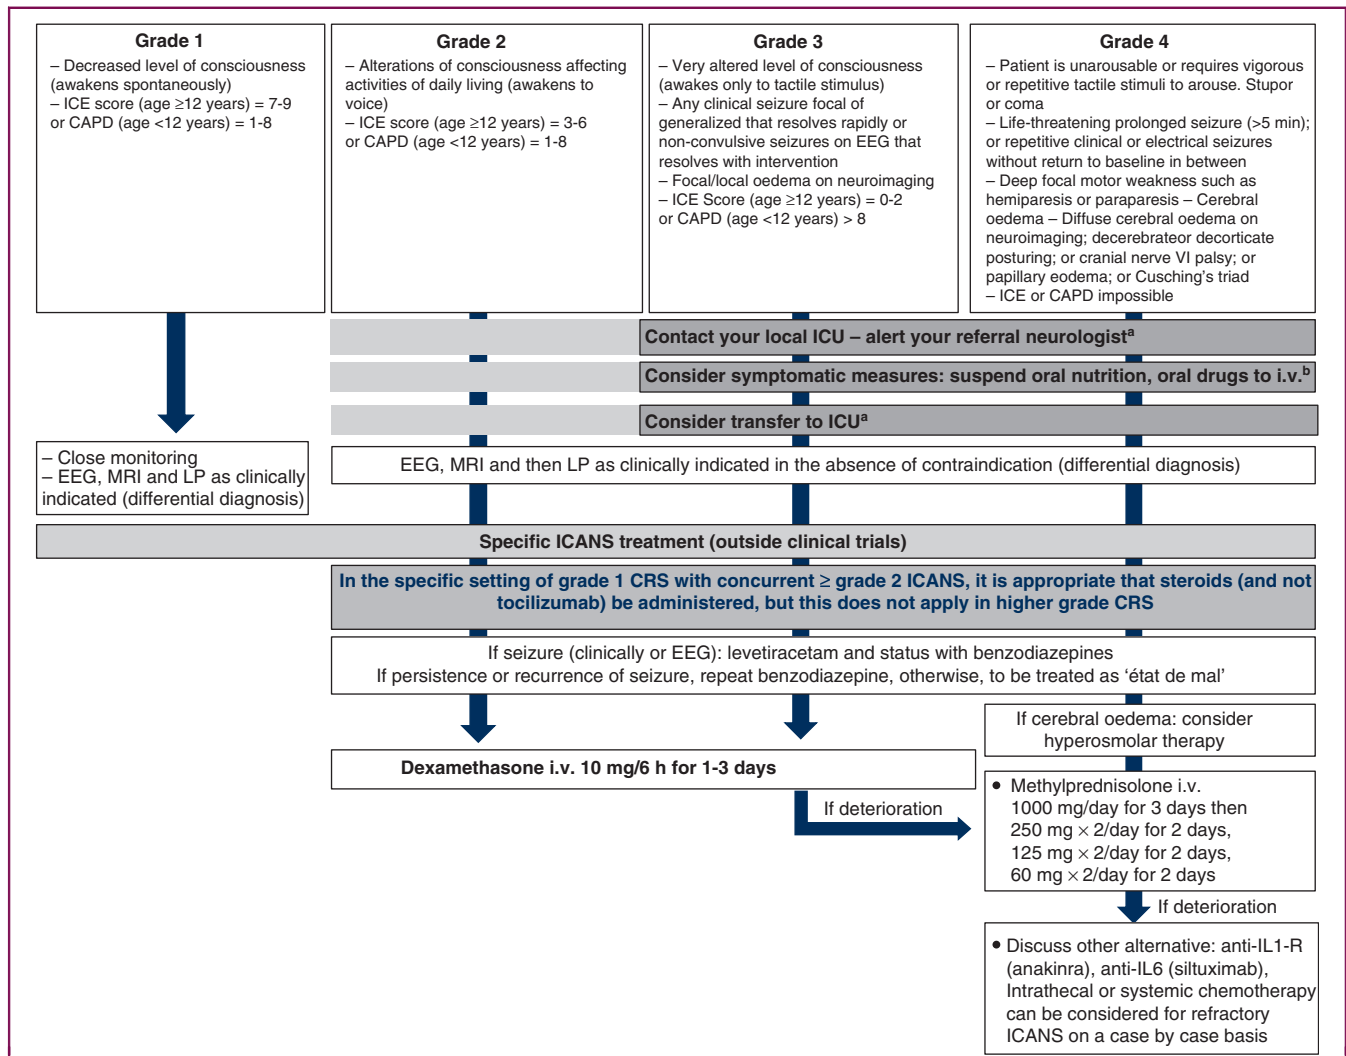 Grade 1
– Decreased level of consciousness
(awakens spontaneously)
– ICE score (age ≥12 years) = 7-9
or CAPD (age <12 years) = 1-8
Grade 2
– Alterations of consciousness affecting
activities of daily living (awakens to
voice)
– ICE score (age ≥12 years) = 3-6
or CAPD (age <12 years) = 1-8
Grade 3
– Very altered level of consciousness
(awakes only to tactile stimulus)
– Any clinical seizure focal of
generalized that resolves rapidly or
non-convulsive seizures on EEG that
resolves with intervention
– Focal/local oedema on neuroimaging
– ICE Score (age ≥12 years) = 0-2
or CAPD (age <12 years) > 8
Grade 4
– Patient is unarousable or requires vigorous
or repetitive tactile stimuli to arouse. Stupor
or coma
– Life-threatening prolonged seizure (>5 min);
or repetitive clinical or electrical seizures
without return to baseline in between
– Deep focal motor weakness such as
hemiparesis or paraparesis – Cerebral
oedema – Diffuse cerebral oedema on
neuroimaging; decerebrateor decorticate
posturing; or cranial nerve VI palsy; or
papillary eodema; or Cusching's triad
– ICE or CAPD impossible
Contact your local ICU – alert your referral neurologist^a
Consider symptomatic measures: suspend oral nutrition, oral drugs to i.v.^b
Consider transfer to ICU^a
– Close monitoring
– EEG, MRI and LP as clinically
indicated (differential diagnosis)
EEG, MRI and then LP as clinically indicated in the absence of contraindication (differential diagnosis)
Specific ICANS treatment (outside clinical trials)
In the specific setting of grade 1 CRS with concurrent ≥ grade 2 ICANS, it is appropriate that steroids (and not
tocilizumab) be administered, but this does not apply in higher grade CRS
If seizure (clinically or EEG): levetiracetam and status with benzodiazepines
If persistence or recurrence of seizure, repeat benzodiazepine, otherwise, to be treated as 'état de mal'
If cerebral oedema: consider
hyperosmolar therapy
Dexamethasone i.v. 10 mg/6 h for 1-3 days
If deterioration
• Methylprednisolone i.v.
1000 mg/day for 3 days then
250 mg × 2/day for 2 days,
125 mg × 2/day for 2 days,
60 mg × 2/day for 2 days
If deterioration
• Discuss other alternative: anti-IL1-R
(anakinra), anti-IL6 (siltuximab),
Intrathecal or systemic chemotherapy
can be considered for refractory
ICANS on a case by case basis